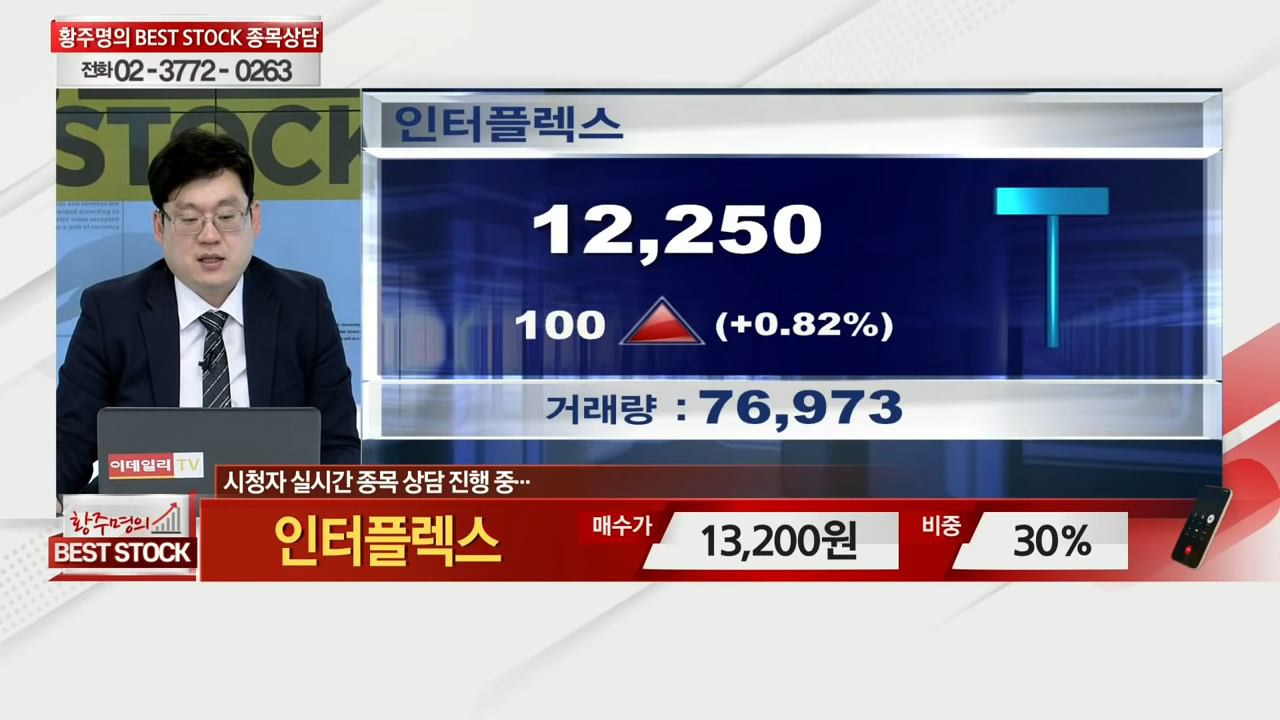 황주명의 BEST STOCK 종목상담
전화 02-3772-0263
STOCK
인터플렉스
12,250
100 (+0.82%)
거래량 : 76,973
이데일리 TV
시청자 실시간 종목 상담 진행 중...
황주명의
BEST STOCK
인터플렉스
매수가
13,200원
비중
30%